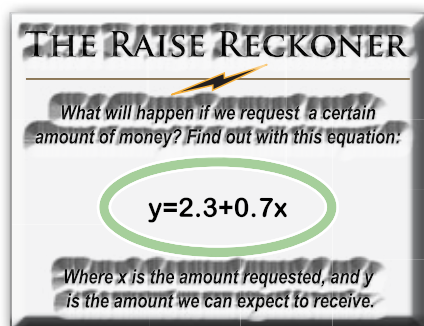 THE RAISE RECKONER
What will happen if we request a certain
amount of money? Find out with this equation:
y=2.3+0.7x
Where x is the amount requested, and y
is the amount we can expect to receive.